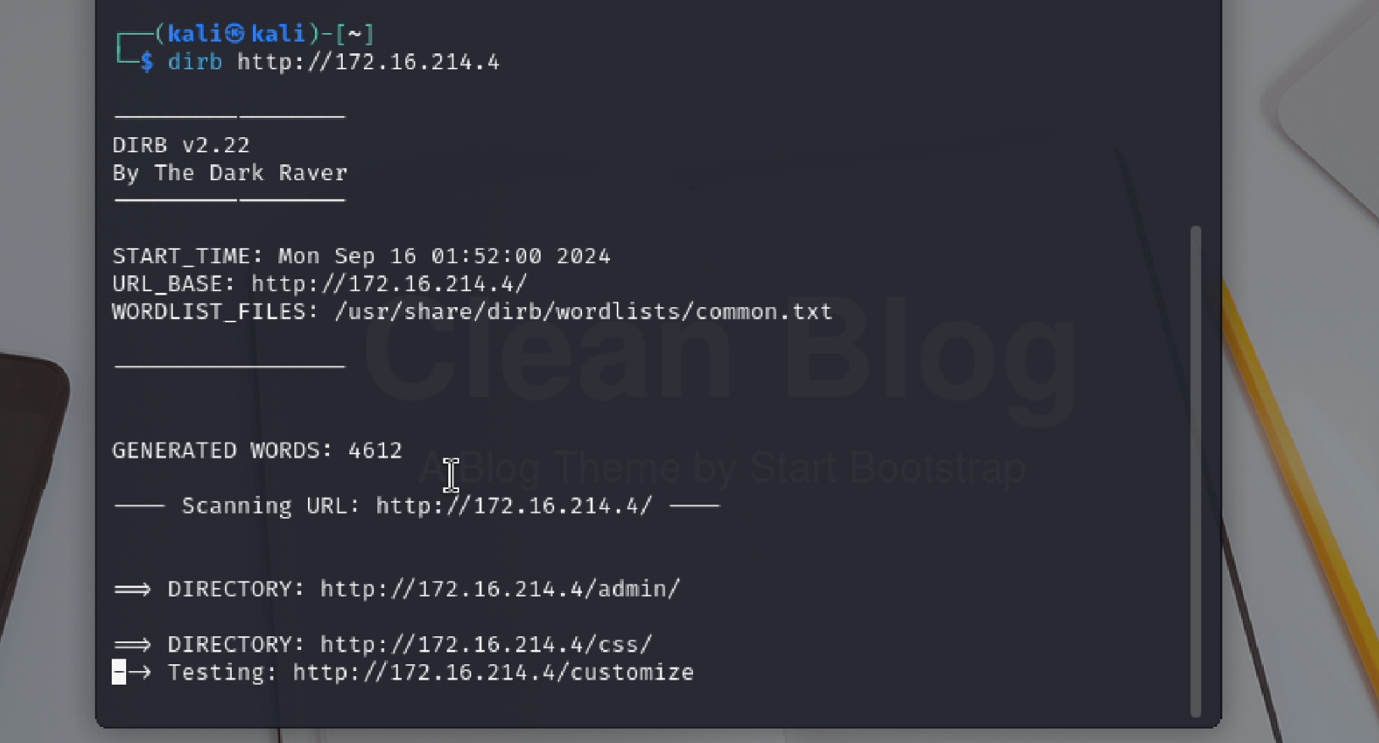 ┌──(kali㉿kali)-[~]
└─$ dirb http://172.16.214.4
DIRB v2.22
By The Dark Raver
START_TIME: Mon Sep 16 01:52:00 2024
URL_BASE: http://172.16.214.4/
WORDLIST_FILES: /usr/share/dirb/wordlists/common.txt
Clean Blog
GENERATED WORDS: 4612
A Blog Theme by Start Bootstrap
—— Scanning URL: http://172.16.214.4/ ——
==> DIRECTORY: http://172.16.214.4/admin/
==> DIRECTORY: http://172.16.214.4/css/
--> Testing: http://172.16.214.4/customize